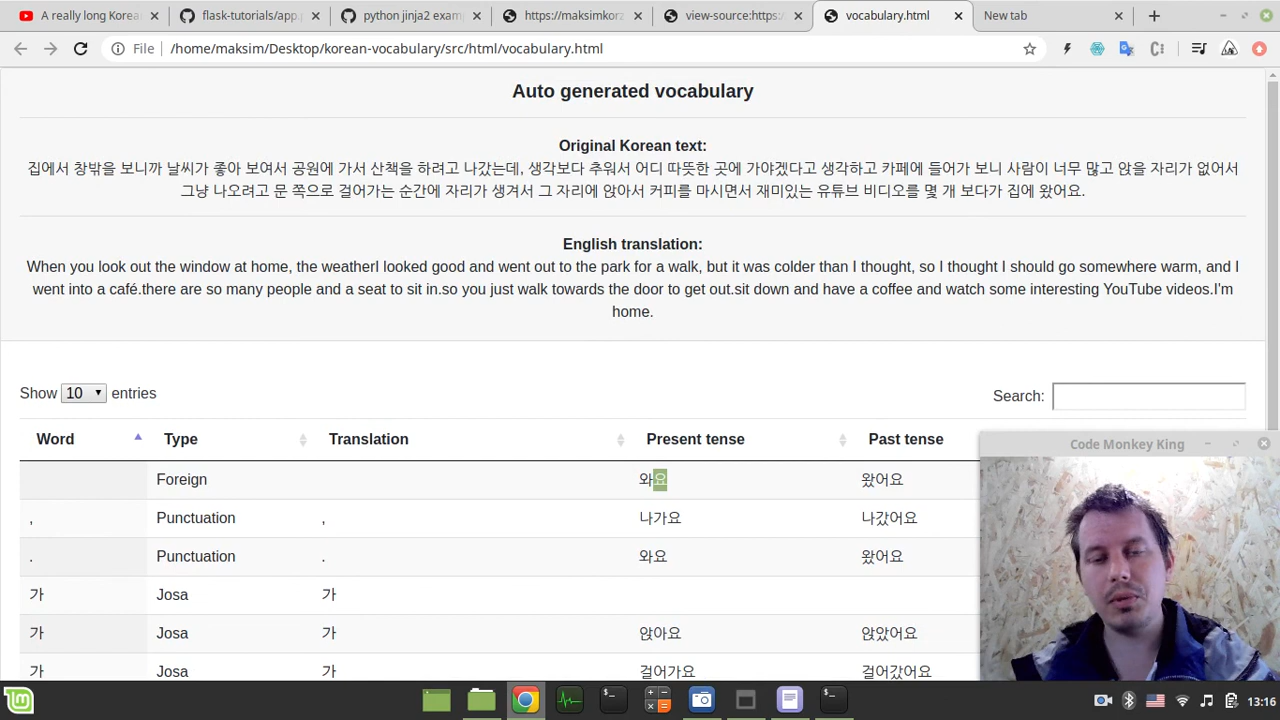 A really long Korea
flask-tutorials/app.p
python jinja2 exam
https://maksimkorz
view-source:https:/
vocabulary.html
New tab
File
/home/maksim/Desktop/korean-vocabulary/src/html/vocabulary.html
Auto generated vocabulary
Original Korean text:
집에서 창밖을 보니까 날씨가 좋아 보여서 공원에 가서 산책을 하려고 나갔는데, 생각보다 추워서 어디 따뜻한 곳에 가야겠다고 생각하고 카페에 들어가 보니 사람이 너무 많고 앉을 자리가 없어서
그냥 나오려고 문 쪽으로 걸어가는 순간에 자리가 생겨서 그 자리에 앉아서 커피를 마시면서 재미있는 유튜브 비디오를 몇 개 보다가 집에 왔어요.
English translation:
When you look out the window at home, the weatherI looked good and went out to the park for a walk, but it was colder than I thought, so I thought I should go somewhere warm, and I
went into a café.there are so many people and a seat to sit in.so you just walk towards the door to get out.sit down and have a coffee and watch some interesting YouTube videos.I'm
home.
Show 10 entries
Search:
Word Type Translation Present tense Past tense
Foreign 와요 왔어요
, Punctuation , 나가요 나갔어요
. Punctuation . 와요 왔어요
가 Josa 가
가 Josa 가 앉아요 앉았어요
가 Josa 가 걸어가요 걸어갔어요
Code Monkey King
13:16